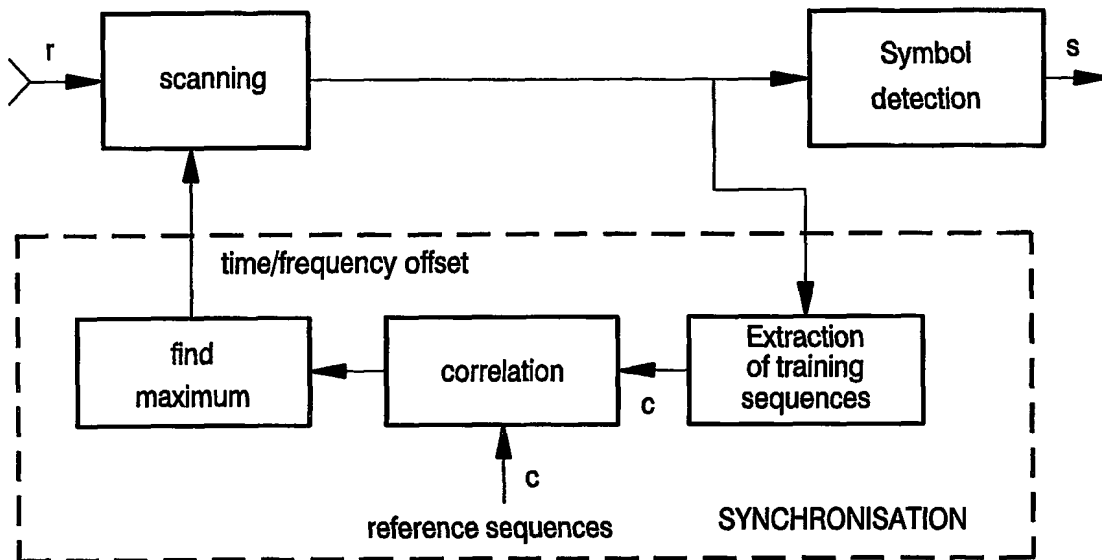 r
scanning
Symbol
detection
s
time/frequency offset
find
maximum
correlation
Extraction
of training
sequences
c
c
reference sequences
SYNCHRONISATION